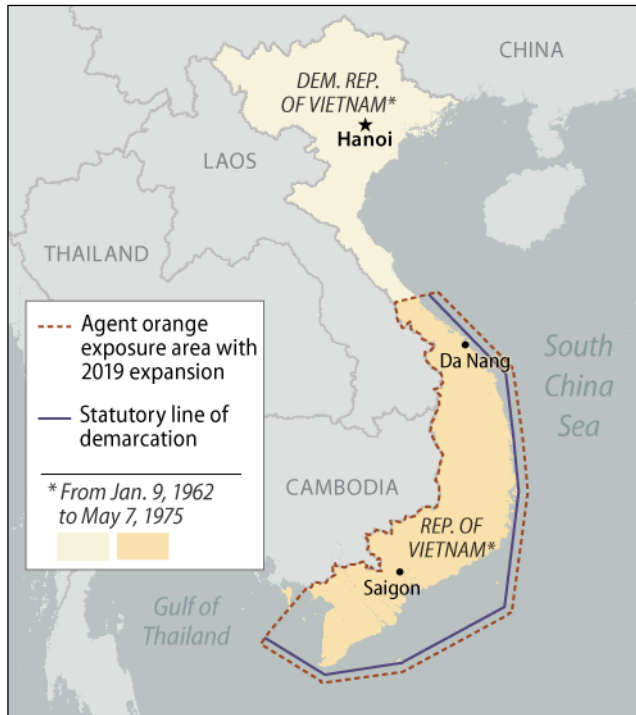 CHINA
DEM. REP.
OF VIETNAM*
Hanoi
LAOS
THAILAND
Agent orange
exposure area with
2019 expansion
Statutory line of
demarcation
* From Jan. 9, 1962
to May 7, 1975
Da Nang
South
China
Sea
CAMBODIA
REP. OF
VIETNAM*
Saigon
Gulf of
Thailand